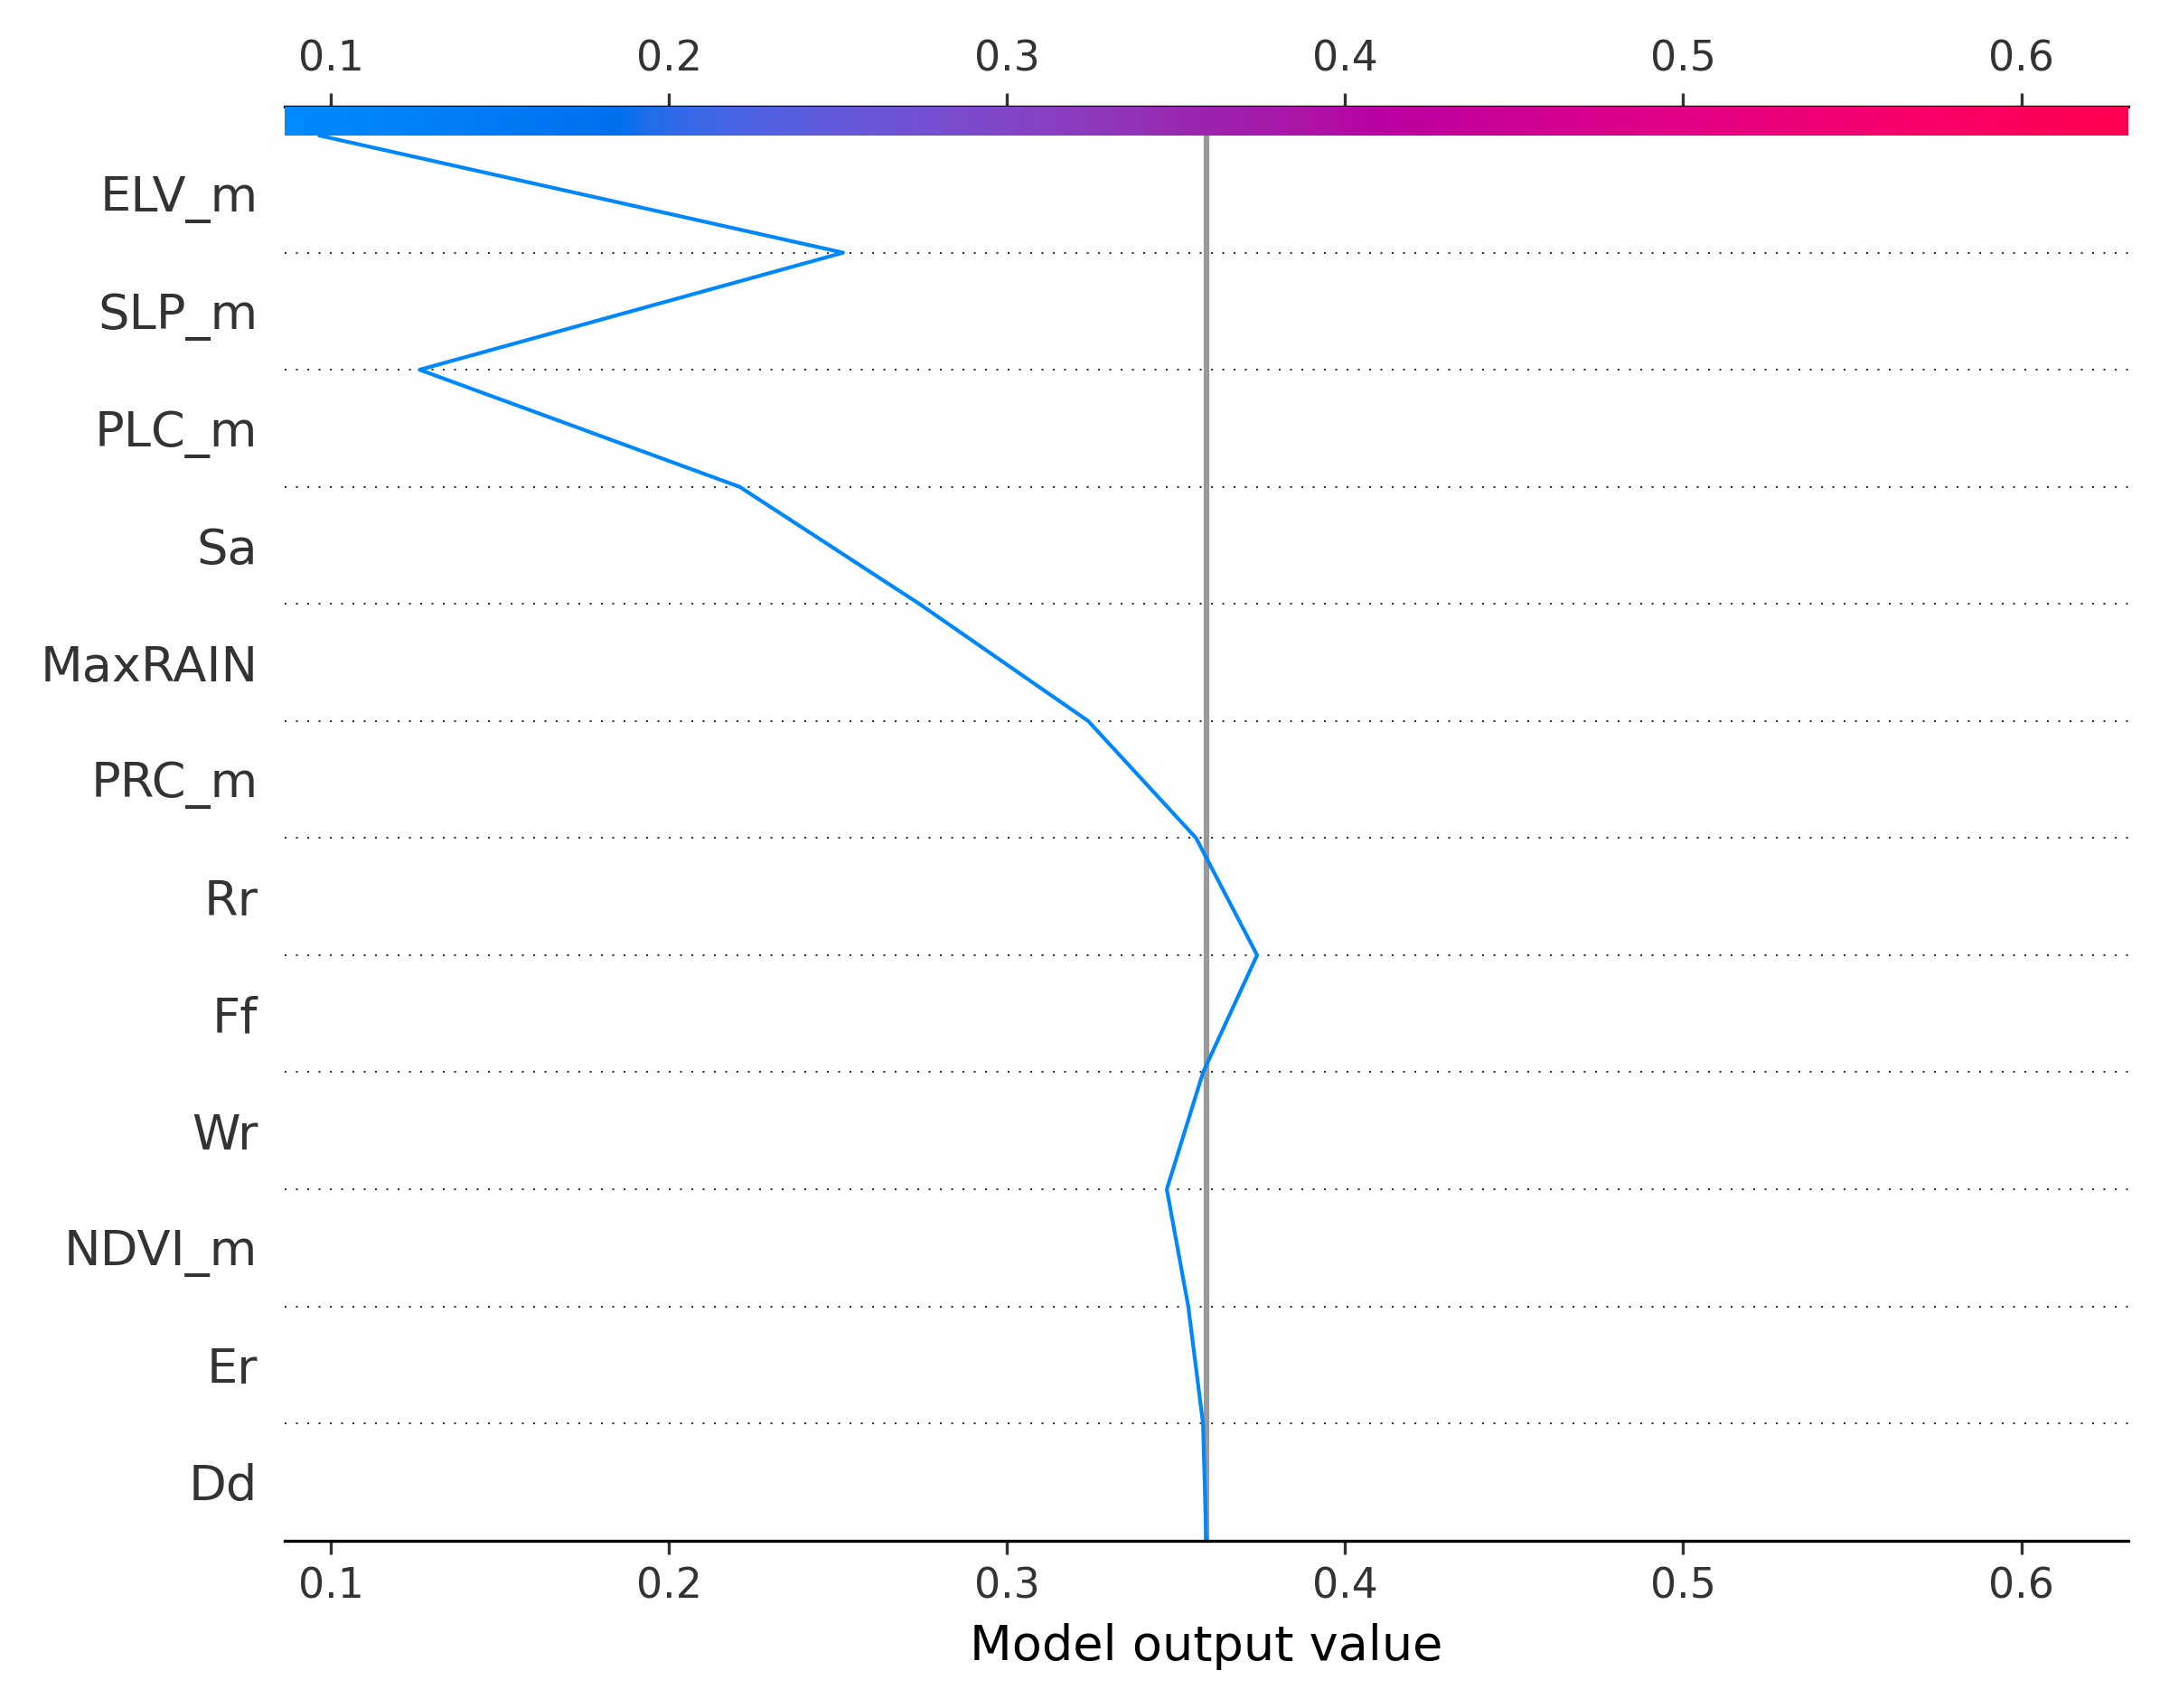 0.1 0.2 0.3 0.4 0.5 0.6
ELV_m
SLP_m
PLC_m
Sa
MaxRAIN
PRC_m
Rr
Ff
Wr
NDVI_m
Er
Dd
0.1 0.2 0.3 0.4 0.5 0.6
Model output value